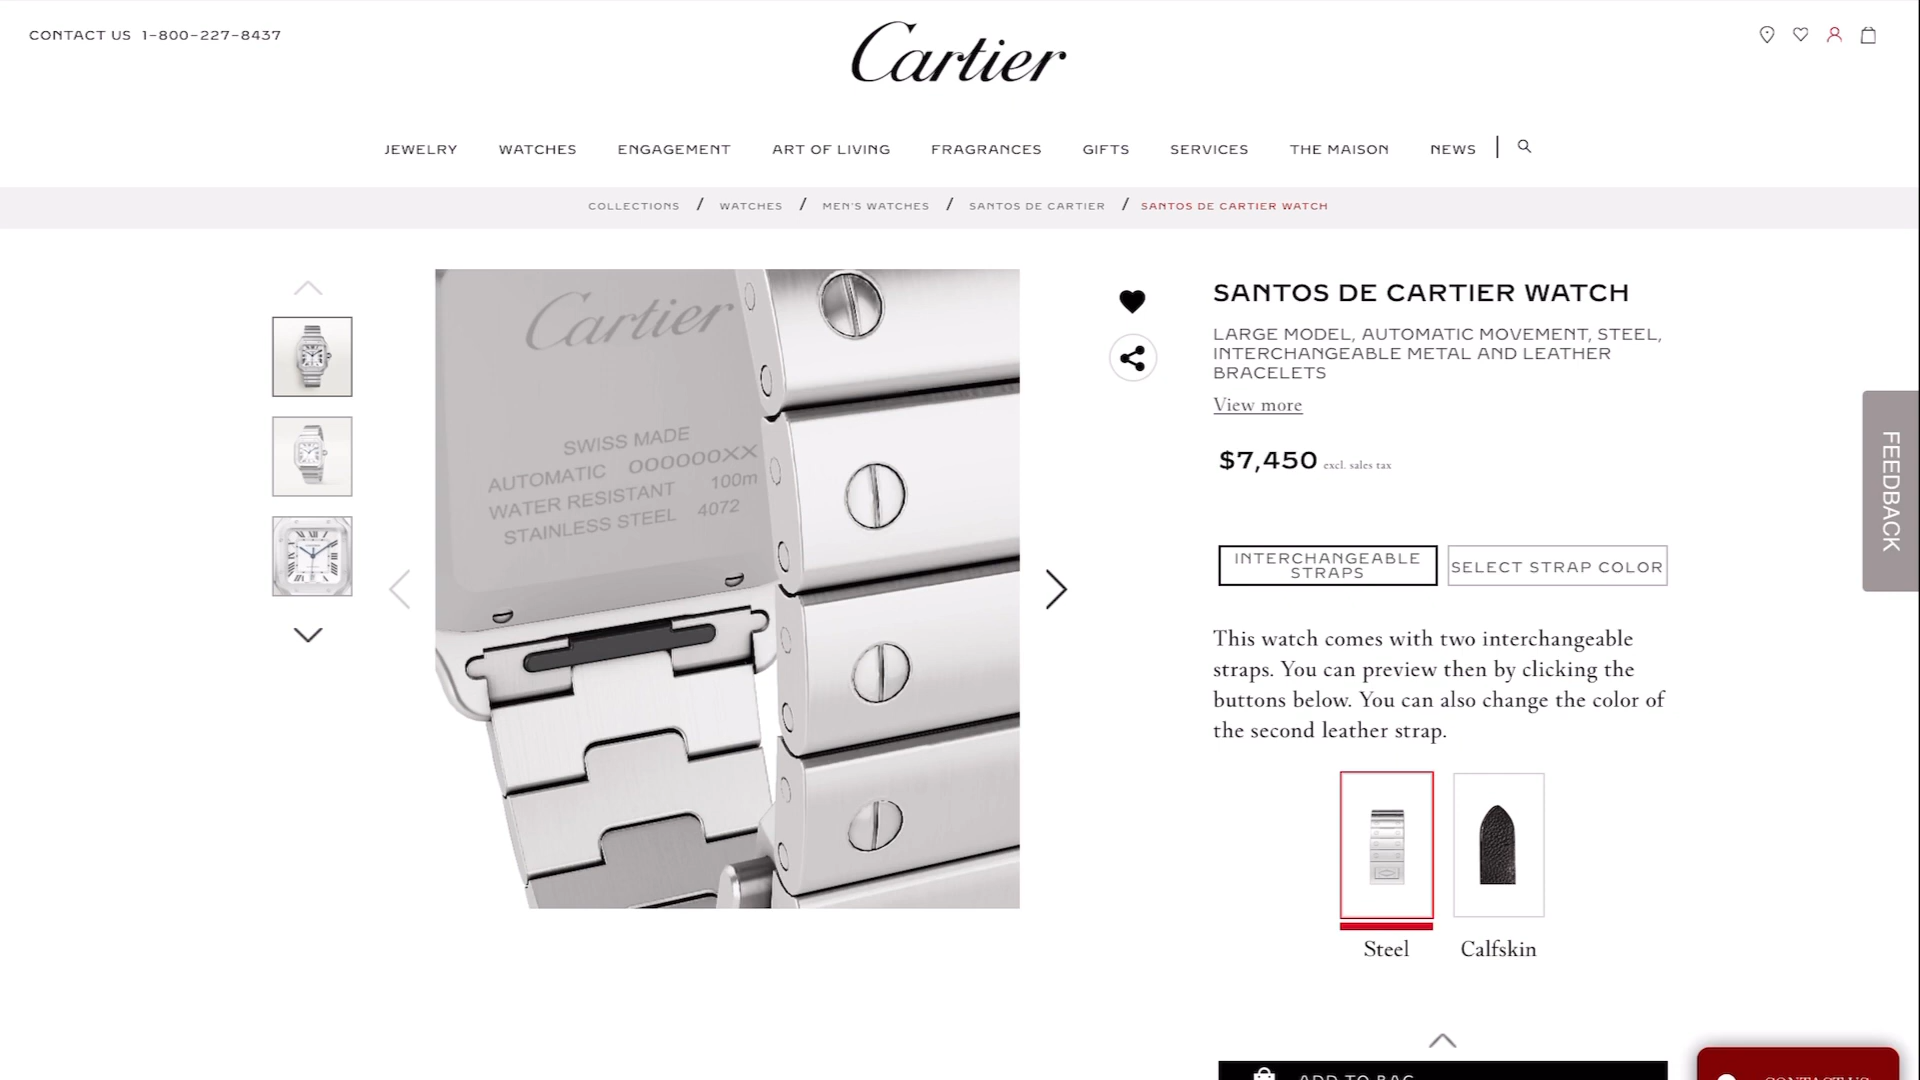 CONTACT US 1-800-227-8437
Cartier
JEWELRY WATCHES ENGAGEMENT ART OF LIVING FRAGRANCES GIFTS SERVICES THE MAISON NEWS
COLLECTIONS / WATCHES / MEN'S WATCHES / SANTOS DE CARTIER / SANTOS DE CARTIER WATCH
Cartier
SWISS MADE
AUTOMATIC 000000XX
WATER RESISTANT 100m
STAINLESS STEEL 4072
SANTOS DE CARTIER WATCH
LARGE MODEL, AUTOMATIC MOVEMENT, STEEL,
INTERCHANGEABLE METAL AND LEATHER
BRACELETS
View more
$7,450 excl. sales tax
INTERCHANGEABLE
STRAPS
SELECT STRAP COLOR
This watch comes with two interchangeable
straps. You can preview then by clicking the
buttons below. You can also change the color of
the second leather strap.
Steel
Calfskin
ADD TO BAG
CONTACT US
FEEDBACK